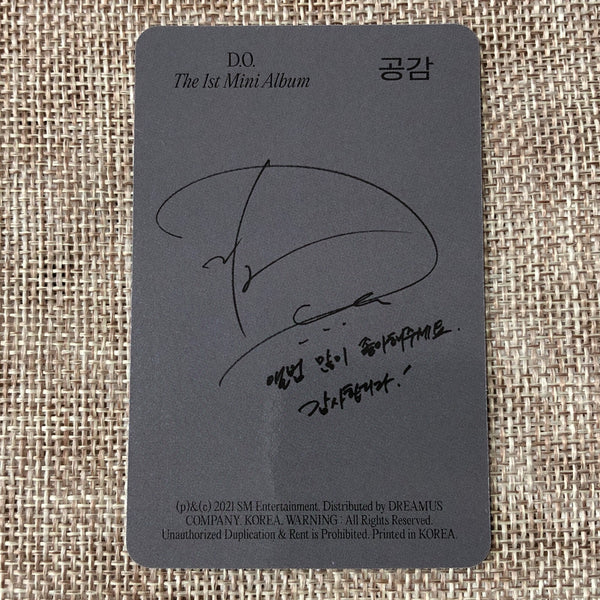 D.O.
The 1st Mini Album
공감
앨범 많이 좋아해주세요.
감사합니다!
(p)&(c) 2021 SM Entertainment. Distributed by DREAMUS
COMPANY. KOREA. WARNING : All Rights Reserved.
Unauthorized Duplication & Rent is Prohibited. Printed in KOREA.